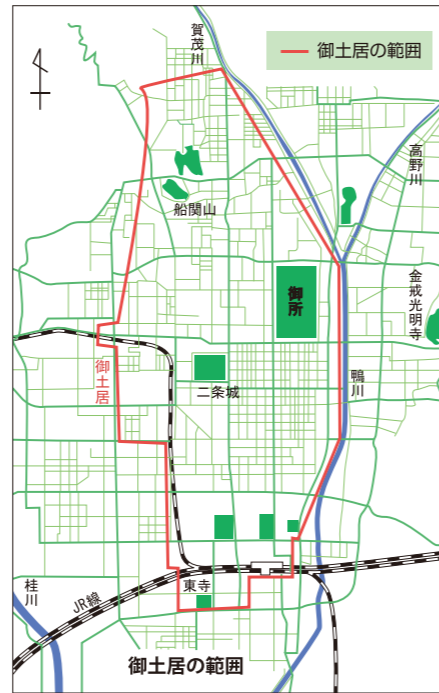 賀茂川
御土居の範囲
高野川
船関山
御所
金戒光明寺
御土居
二条城
鴨川
桂川
JR線
東寺
御土居の範囲